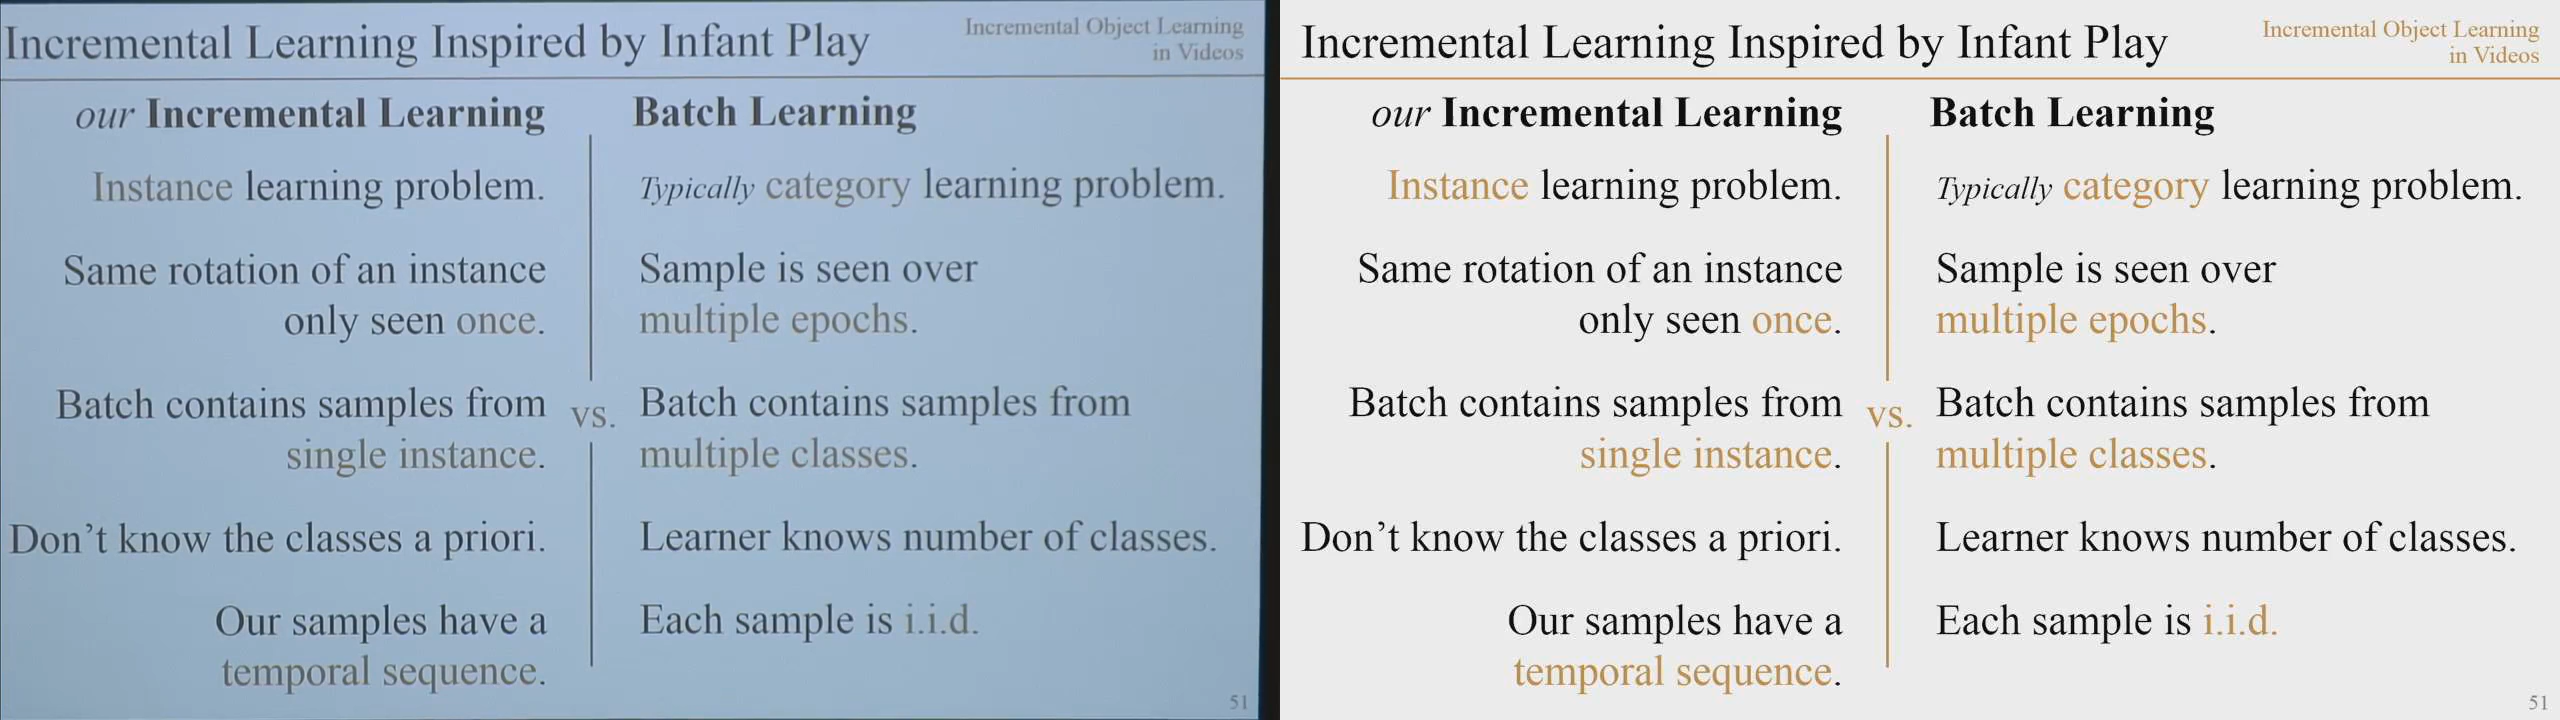 Incremental Learning Inspired by Infant Play
Incremental Object Learning
in Videos
our Incremental Learning
Instance learning problem.
Same rotation of an instance
only seen once.
Batch contains samples from
single instance.
Don't know the classes a priori.
Our samples have a
temporal sequence.
vs.
Batch Learning
Typically category learning problem.
Sample is seen over
multiple epochs.
Batch contains samples from
multiple classes.
Learner knows number of classes.
Each sample is i.i.d.
51
Incremental Learning Inspired by Infant Play
Incremental Object Learning
in Videos
our Incremental Learning
Instance learning problem.
Same rotation of an instance
only seen once.
Batch contains samples from
single instance.
Don't know the classes a priori.
Our samples have a
temporal sequence.
vs.
Batch Learning
Typically category learning problem.
Sample is seen over
multiple epochs.
Batch contains samples from
multiple classes.
Learner knows number of classes.
Each sample is i.i.d.
51